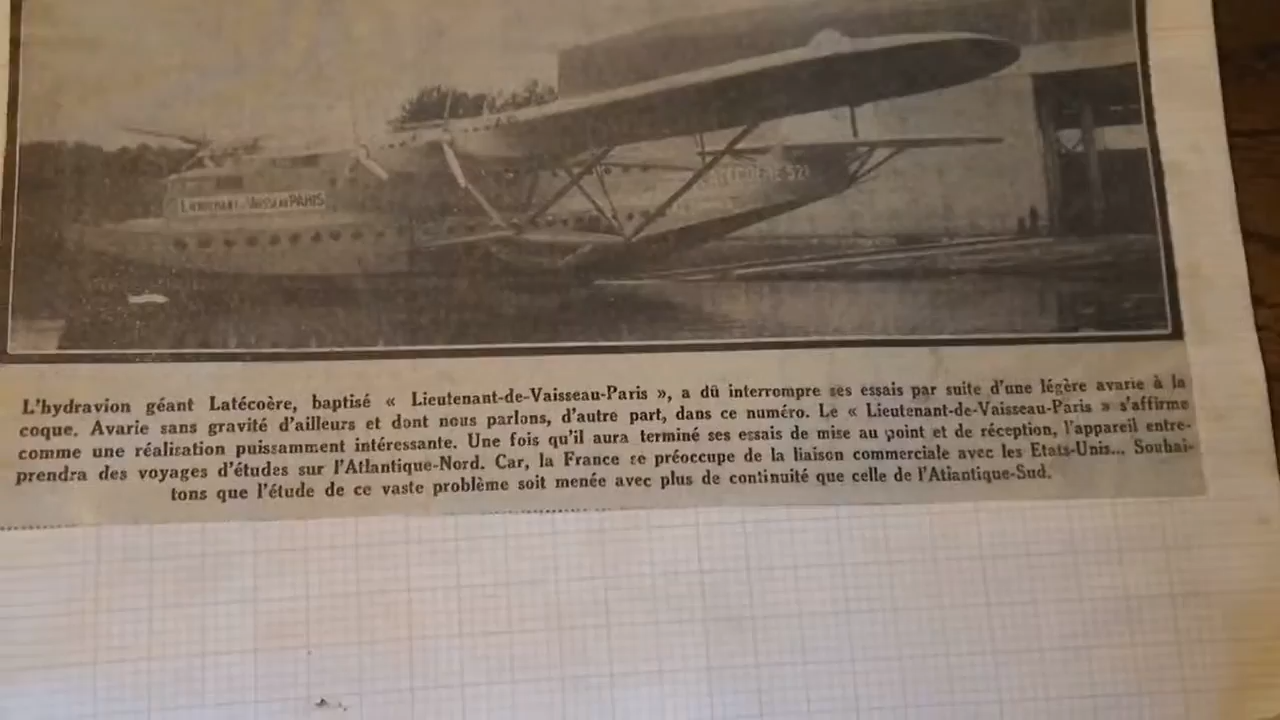 LIEUTENANT-DE-VAISSEAU PARIS
LATÉCOÈRE 521
L'hydravion géant Latécoère, baptisé « Lieutenant-de-Vaisseau-Paris », a dû interrompre ses essais par suite d'une légère avarie à la
coque. Avarie sans gravité d'ailleurs et dont nous parlons, d'autre part, dans ce numéro. Le « Lieutenant-de-Vaisseau-Paris » s'affirme
comme une réalisation puissamment intéressante. Une fois qu'il aura terminé ses essais de mise au point et de réception, l'appareil entre-
prendra des voyages d'études sur l'Atlantique-Nord. Car, la France se préoccupe de la liaison commerciale avec les Etats-Unis... Souhai-
tons que l'étude de ce vaste problème soit menée avec plus de continuité que celle de l'Atlantique-Sud.